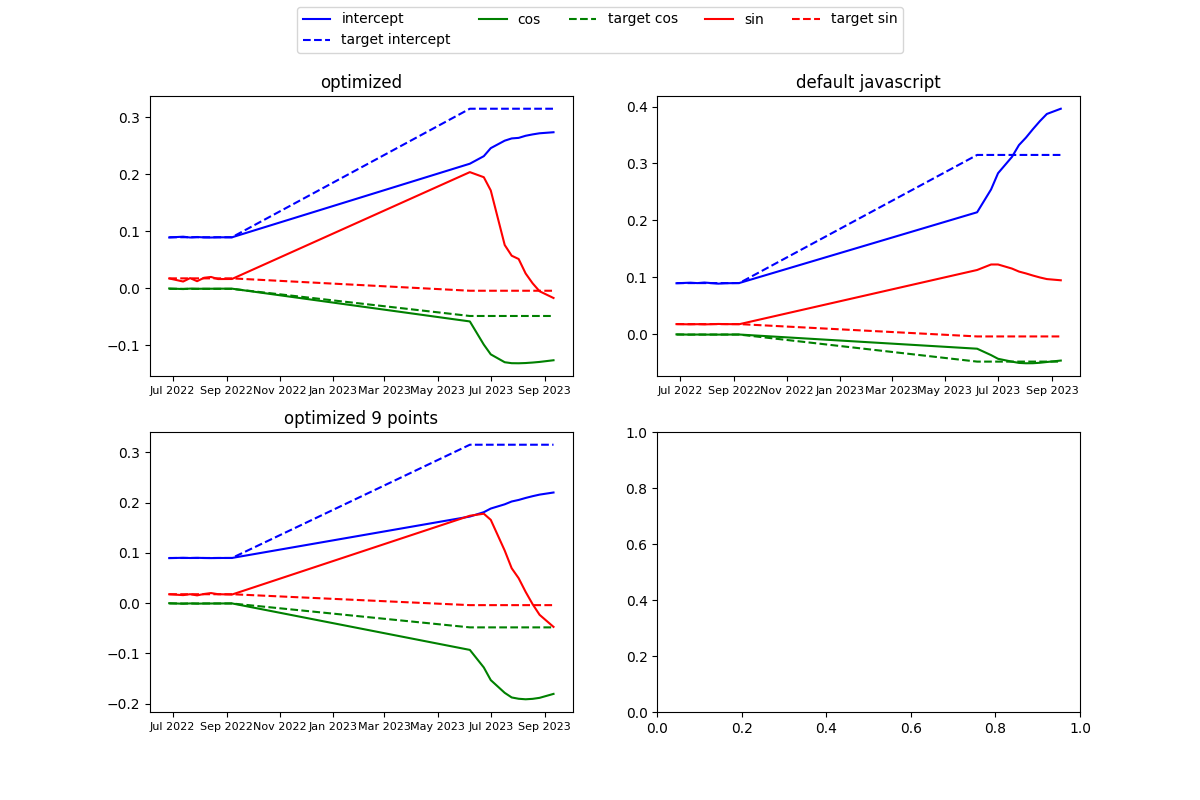 intercept cos target cos sin target sin
target intercept
optimized
0.3
0.2
0.1
0.0
−0.1
Jul 2022 Sep 2022 Nov 2022 Jan 2023 Mar 2023 May 2023 Jul 2023 Sep 2023
default javascript
0.4
0.3
0.2
0.1
0.0
Jul 2022 Sep 2022 Nov 2022 Jan 2023 Mar 2023 May 2023 Jul 2023 Sep 2023
optimized 9 points
0.3
0.2
0.1
0.0
−0.1
−0.2
Jul 2022 Sep 2022 Nov 2022 Jan 2023 Mar 2023 May 2023 Jul 2023 Sep 2023
1.0
0.8
0.6
0.4
0.2
0.0
0.0 0.2 0.4 0.6 0.8 1.0